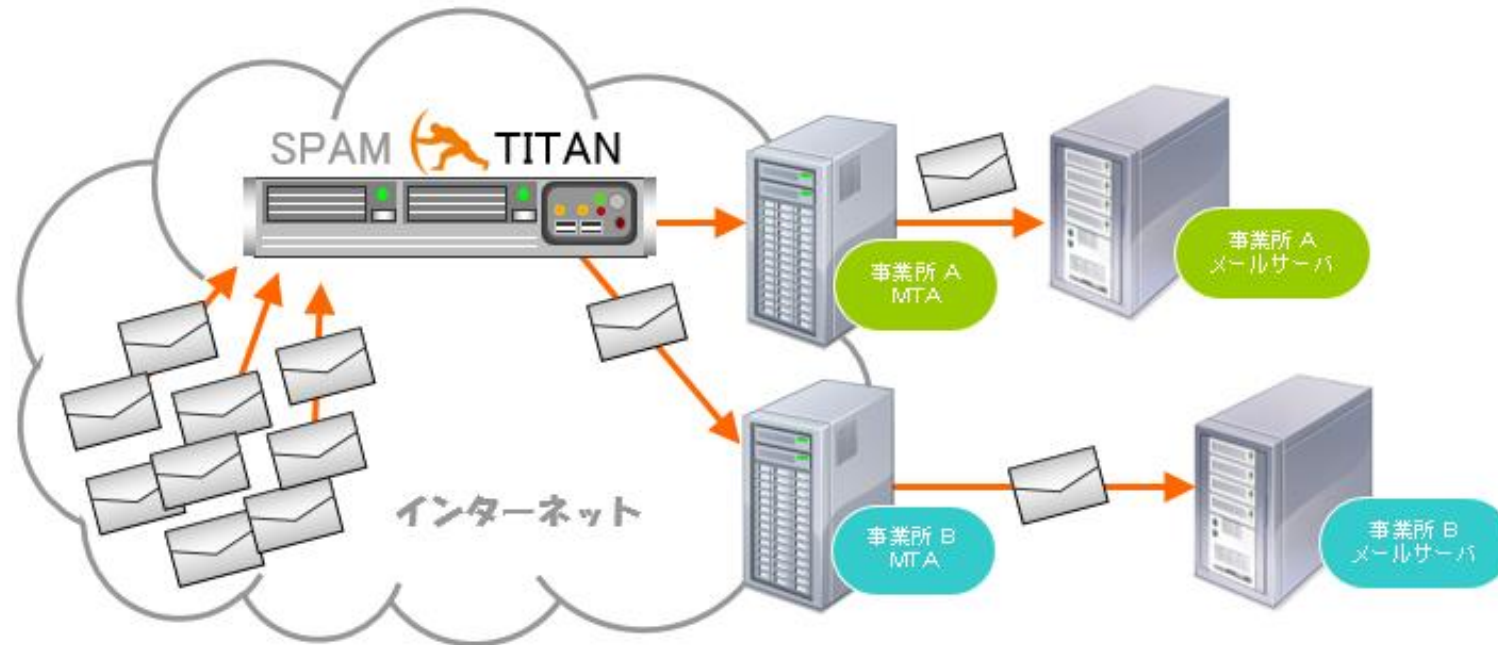 SPAM TITAN
事業所 A
MTA
事業所 A
メールサーバ
インターネット
事業所 B
MTA
事業所 B
メールサーバ